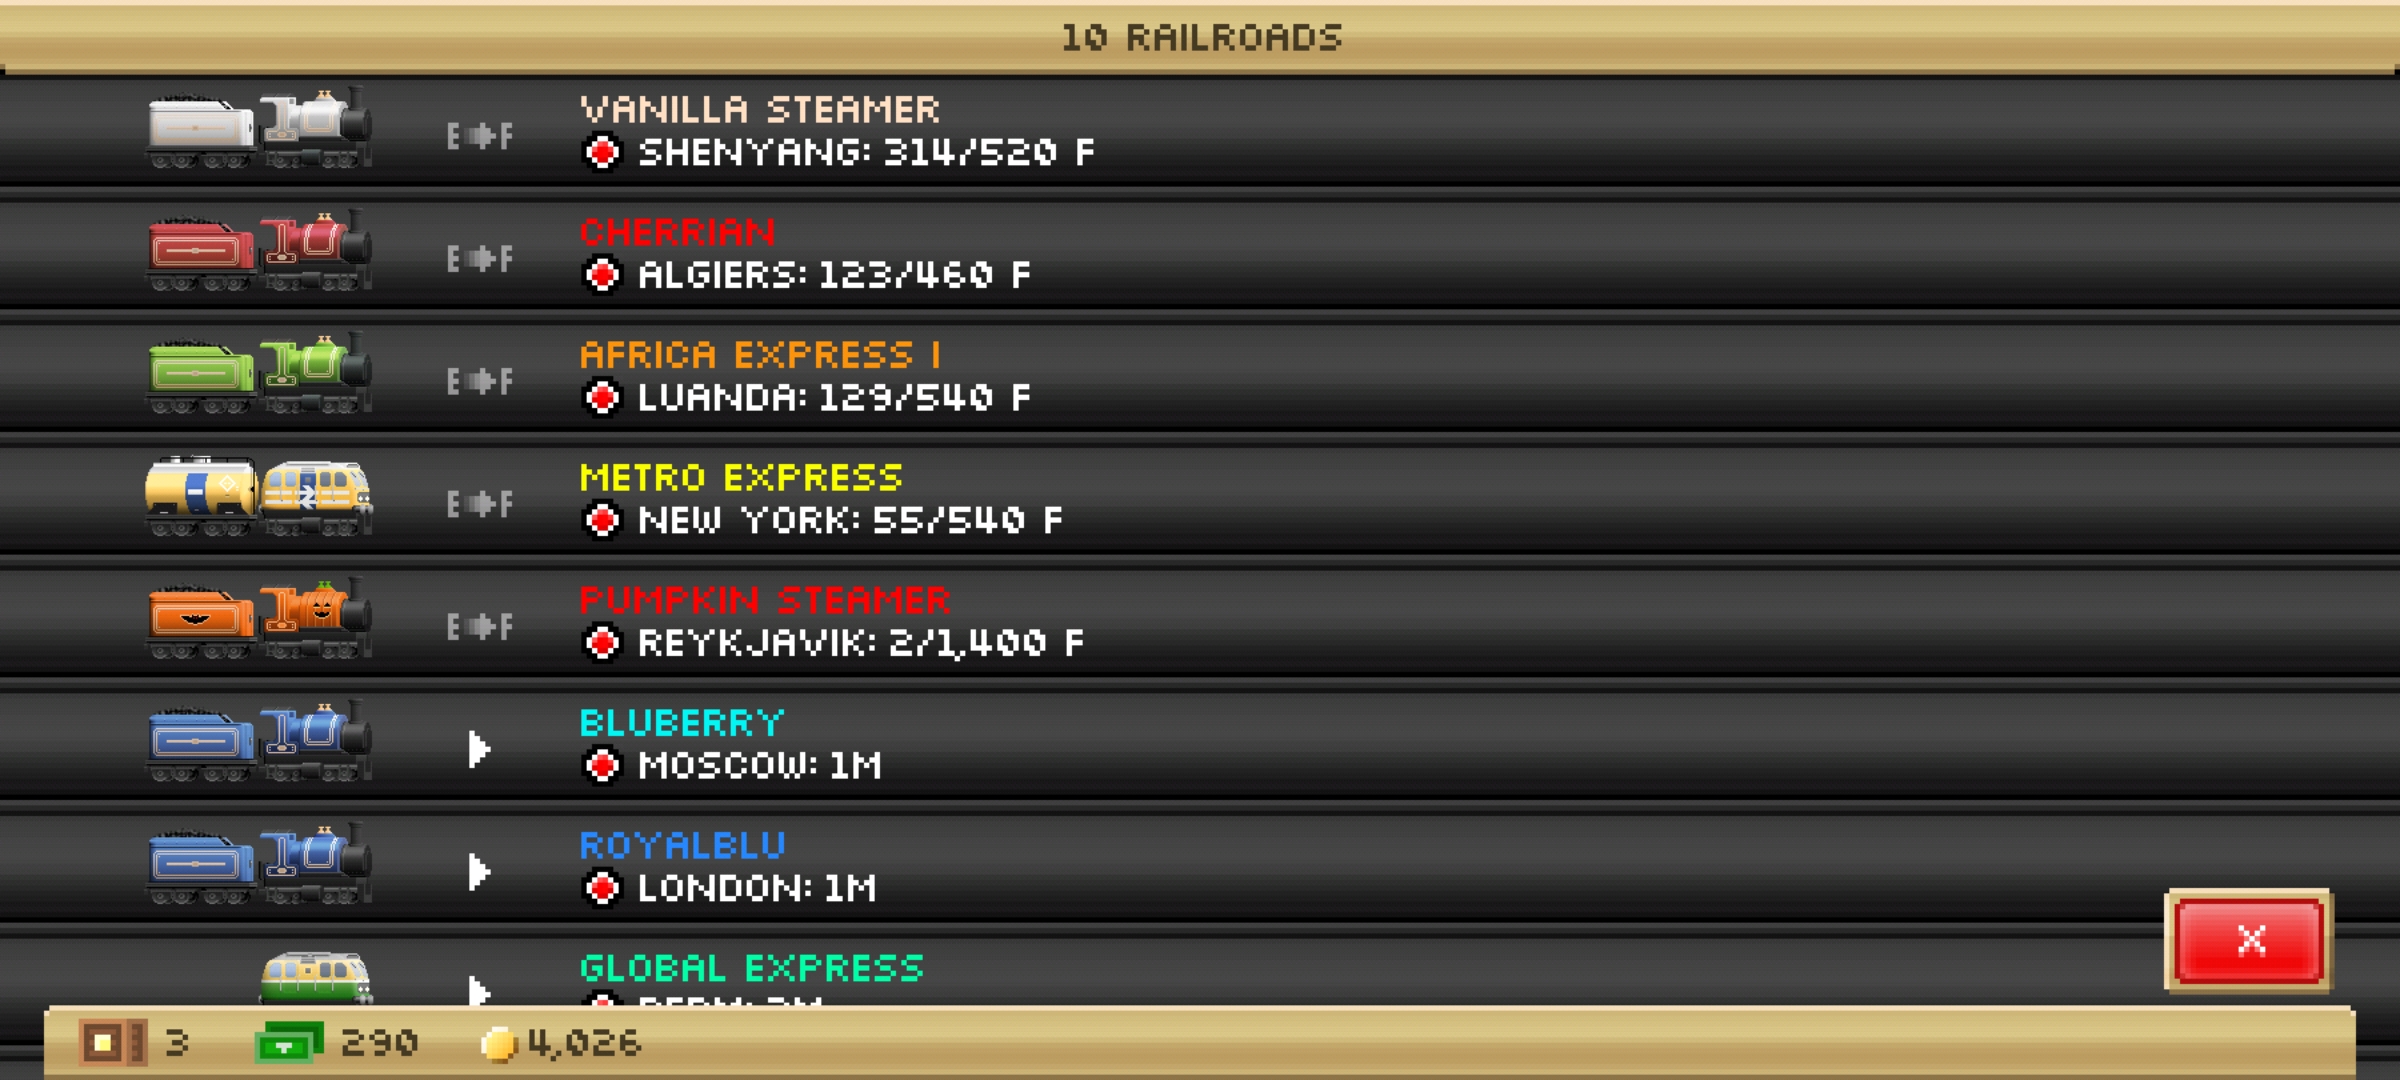 10 RAILROADS
VANILLA STEAMER
E F
SHENYANG: 314/520 F
CHERRIAN
E F
ALGIERS: 123/460 F
AFRICA EXPRESS I
E F
LUANDA: 129/540 F
METRO EXPRESS
E F
NEW YORK: 55/540 F
PUMPKIN STEAMER
E F
REYKJAVIK: 2/1,400 F
BLUBERRY
MOSCOW: 1M
ROYALBLU
LONDON: 1M
GLOBAL EXPRESS
X
3 290 4,026